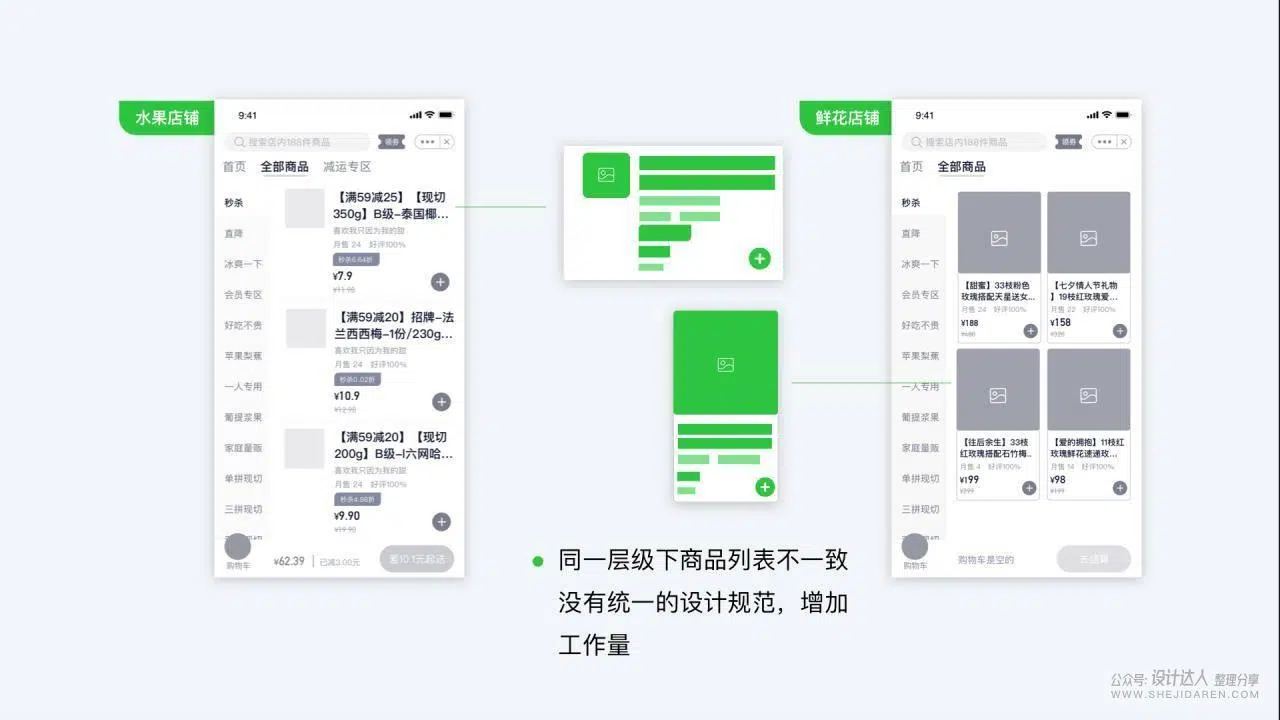 水果店铺
9:41
搜索店内188件商品
领券
首页 全部商品 减运专区
秒杀
直降
冰爽一下
会员专区
好吃不贵
苹果梨蕉
一人专用
葡提浆果
家庭量贩
单拼现切
三拼现切
【满59减25】【现切
350g】B级-泰国椰...
喜欢我只因为我的甜
月售 24 好评100%
秒杀6.64折
¥7.9
¥11.90
【满59减20】招牌-法
兰西西梅-1份/230g...
喜欢我只因为我的甜
月售 24 好评100%
秒杀0.02折
¥10.9
¥12.90
【满59减20】【现切
200g】B级-l六网哈...
喜欢我只因为我的甜
月售 24 好评100%
秒杀4.88折
¥9.90
¥19.90
购物车
¥62.39
已减3.00元
差10.1元起送
鲜花店铺
9:41
搜索店内188件商品
领券
首页 全部商品
秒杀
直降
冰爽一下
会员专区
好吃不贵
苹果梨蕉
一人专用
葡提浆果
家庭量贩
单拼现切
三拼现切
【甜蜜】33枝粉色
玫瑰搭配天星送女...
月售 24 好评100%
¥188
¥480
【七夕情人节礼物
】19枝红玫瑰爱...
月售 22 好评100%
¥158
¥328
【往后余生】33枝
红玫瑰搭配石竹梅...
月售 4 好评100%
¥199
¥299
【爱的拥抱】11枝红
玫瑰鲜花速递玫...
月售 14 好评100%
¥98
¥199
购物车
购物车是空的
去结算
同一层级下商品列表不一致
没有统一的设计规范，增加
工作量
公众号: 设计达人 整理分享
WWW.SHEJIDAREN.COM